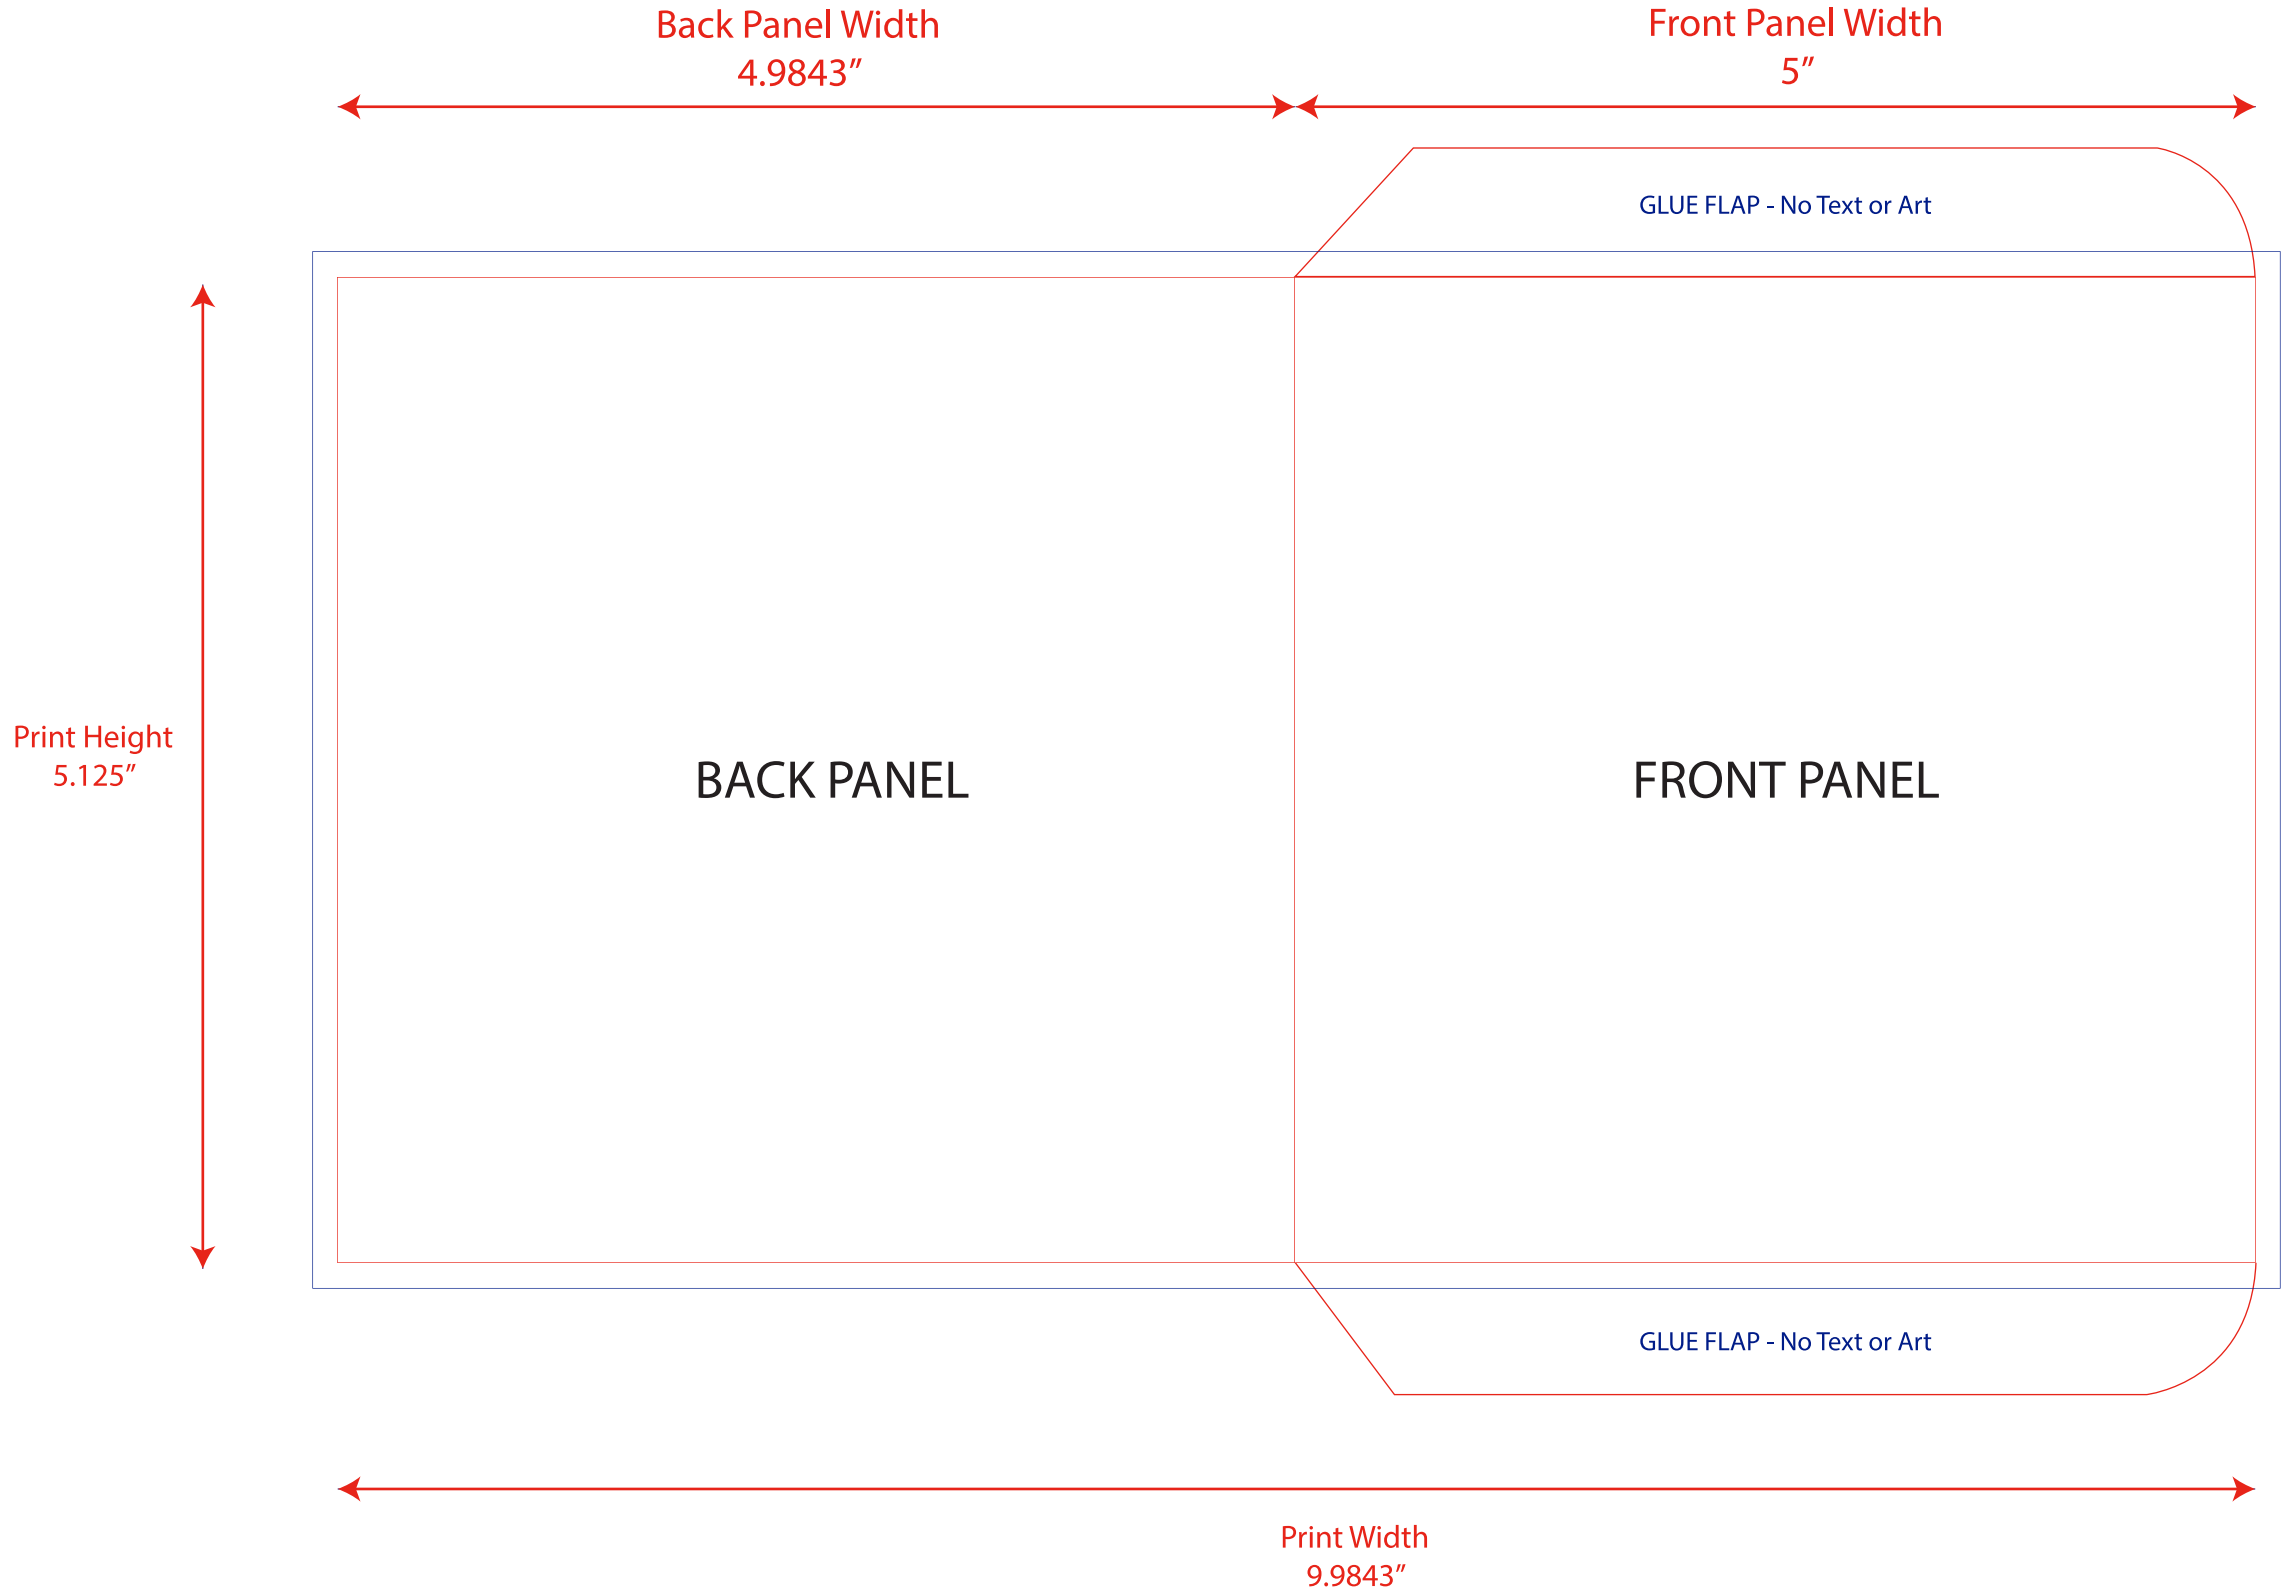 Back Panel Width
4.9843”
Front Panel Width
5”
GLUE FLAP - No Text or Art
Print Height
5.125”
BACK PANEL
FRONT PANEL
GLUE FLAP - No Text or Art
Print Width
9.9843”